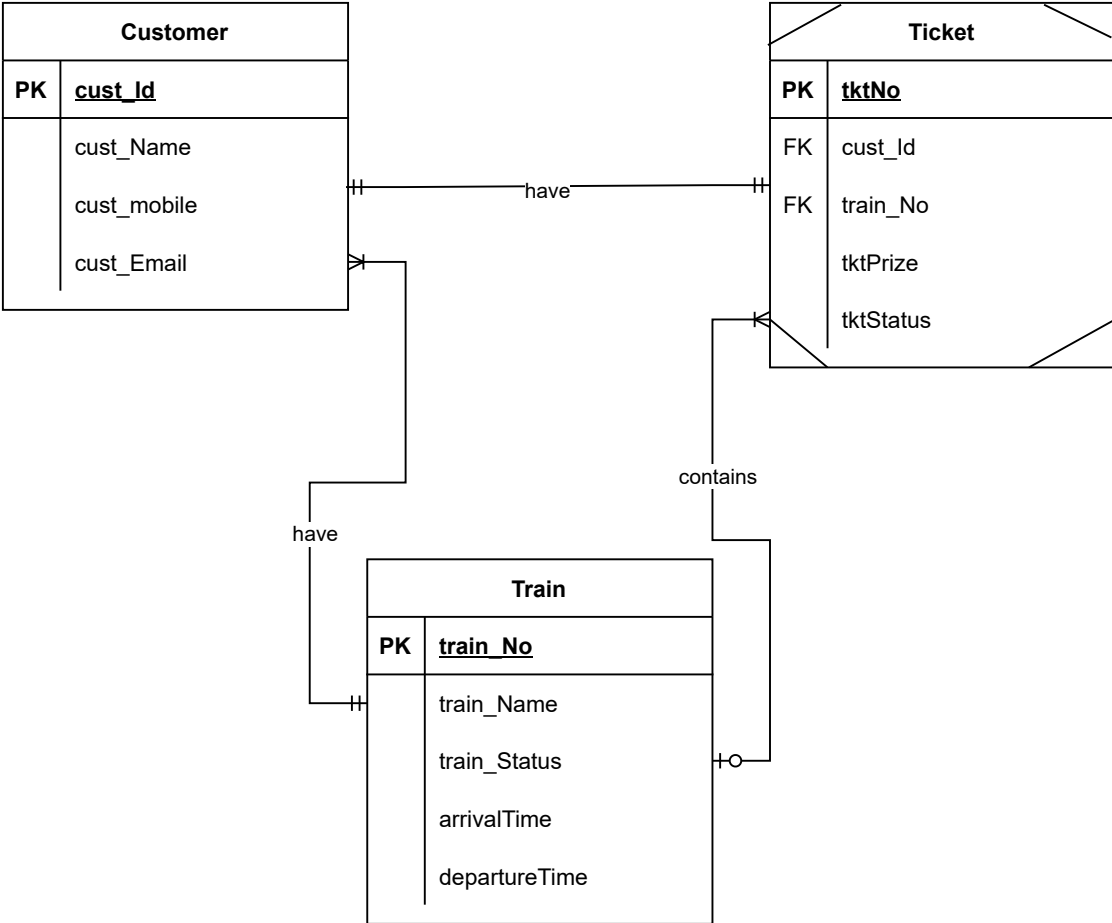 Customer
PK cust_Id
cust_Name
cust_mobile
cust_Email
have
Ticket
PK tktNo
FK cust_Id
FK train_No
tktPrize
tktStatus
contains
have
Train
PK train_No
train_Name
train_Status
arrivalTime
departureTime